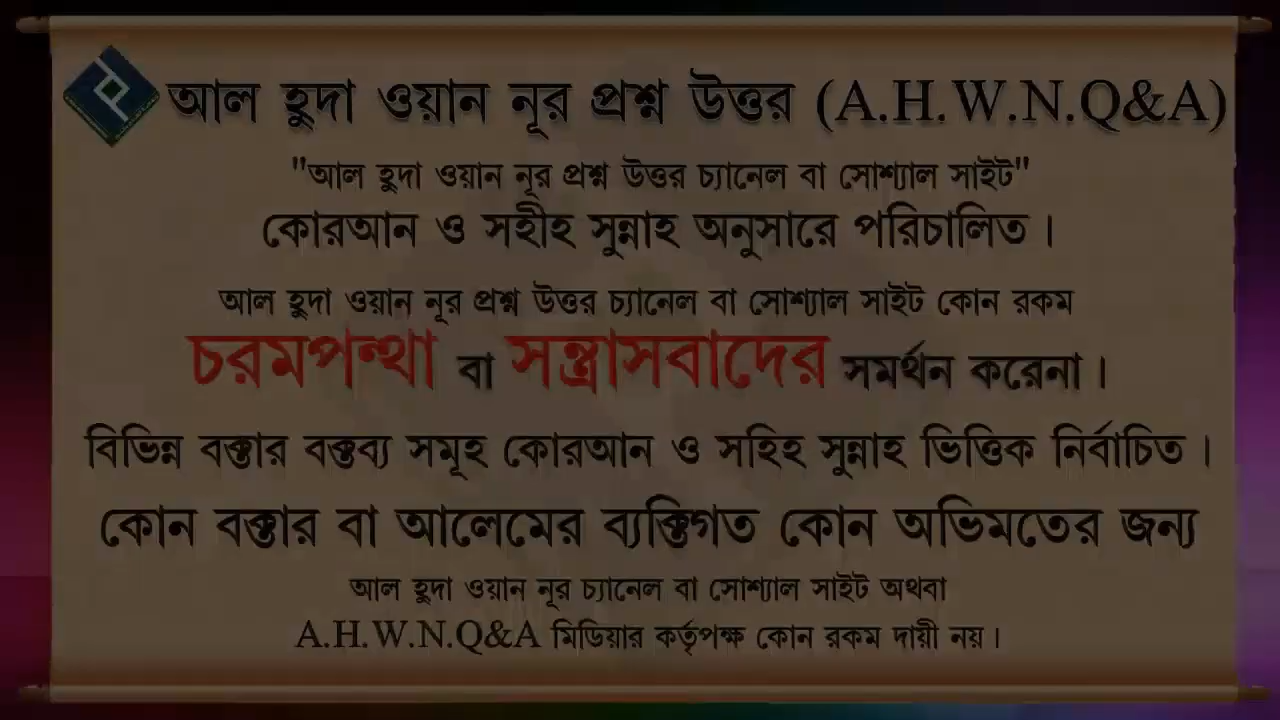 আল হুদা ওয়ান নূর প্রশ্ন উত্তর (A.H.W.N.Q&A)
"আল হুদা ওয়ান নূর প্রশ্ন উত্তর চ্যানেল বা সোশ্যাল সাইট"
কোরআন ও সহীহ সুন্নাহ অনুসারে পরিচালিত।
আল হুদা ওয়ান নূর প্রশ্ন উত্তর চ্যানেল বা সোশ্যাল সাইট কোন রকম
চরমপন্থা বা সন্ত্রাসবাদের সমর্থন করেনা।
বিভিন্ন বক্তার বক্তব্য সমূহ কোরআন ও সহিহ সুন্নাহ ভিত্তিক নির্বাচিত।
কোন বক্তার বা আলেমের ব্যক্তিগত কোন অভিমতের জন্য
আল হুদা ওয়ান নূর চ্যানেল বা সোশ্যাল সাইট অথবা
A.H.W.N.Q&A মিডিয়ার কর্তৃপক্ষ কোন রকম দায়ী নয়।